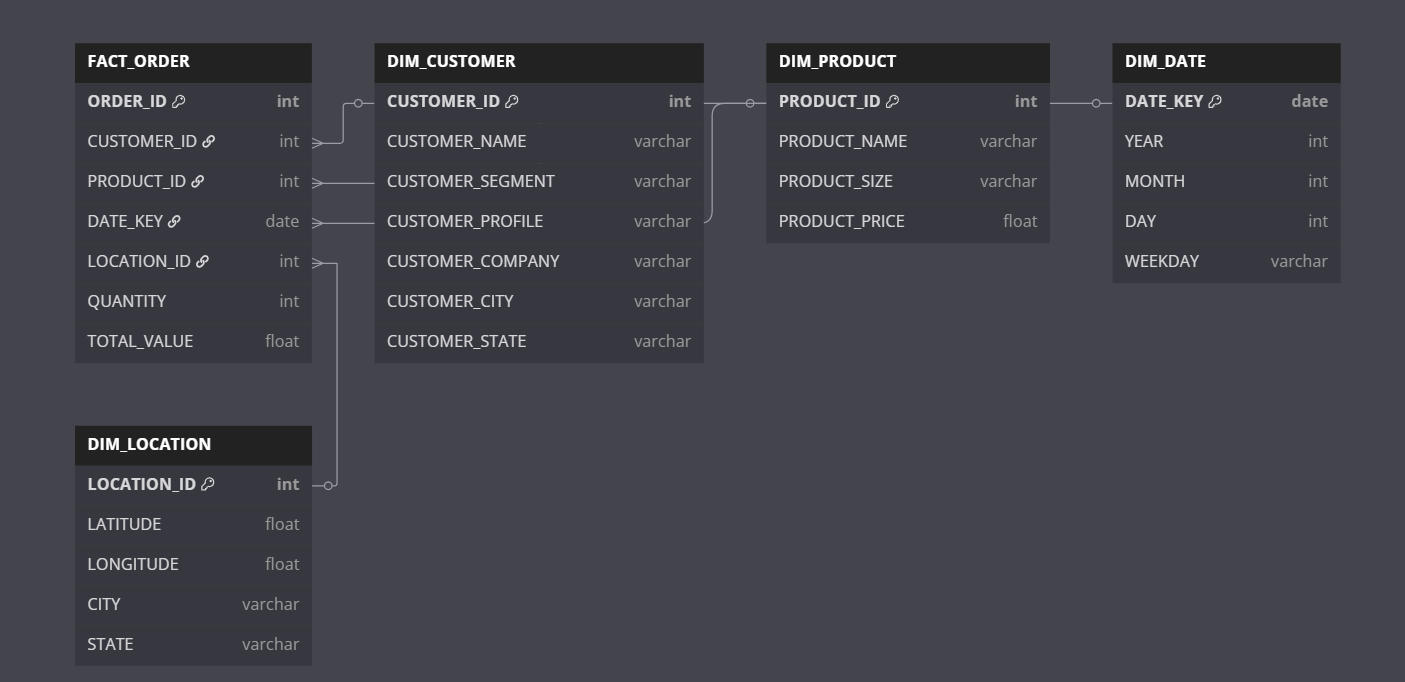 FACT_ORDER
ORDER_ID int
CUSTOMER_ID int
PRODUCT_ID int
DATE_KEY date
LOCATION_ID int
QUANTITY int
TOTAL_VALUE float
DIM_CUSTOMER
CUSTOMER_ID int
CUSTOMER_NAME varchar
CUSTOMER_SEGMENT varchar
CUSTOMER_PROFILE varchar
CUSTOMER_COMPANY varchar
CUSTOMER_CITY varchar
CUSTOMER_STATE varchar
DIM_PRODUCT
PRODUCT_ID int
PRODUCT_NAME varchar
PRODUCT_SIZE varchar
PRODUCT_PRICE float
DIM_DATE
DATE_KEY date
YEAR int
MONTH int
DAY int
WEEKDAY varchar
DIM_LOCATION
LOCATION_ID int
LATITUDE float
LONGITUDE float
CITY varchar
STATE varchar